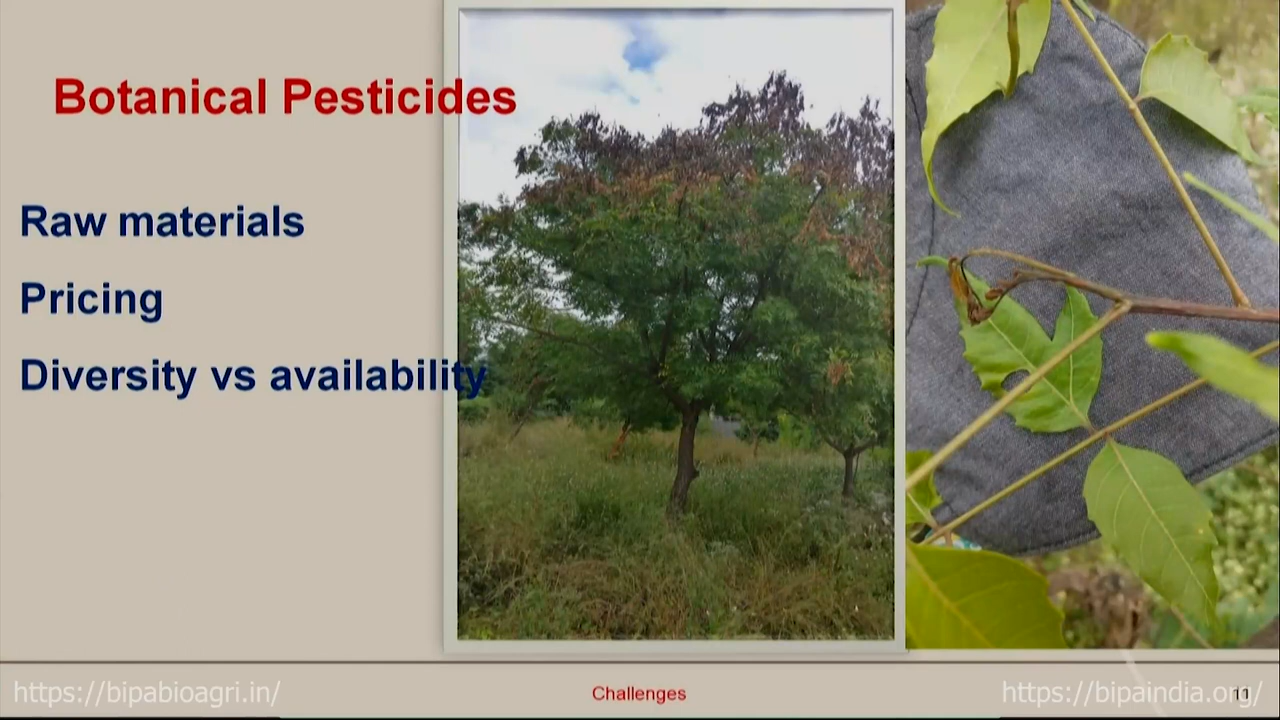 Botanical Pesticides
Raw materials
Pricing
Diversity vs availability
https://bipabioagri.in/
Challenges
https://bipaindia.org/
11